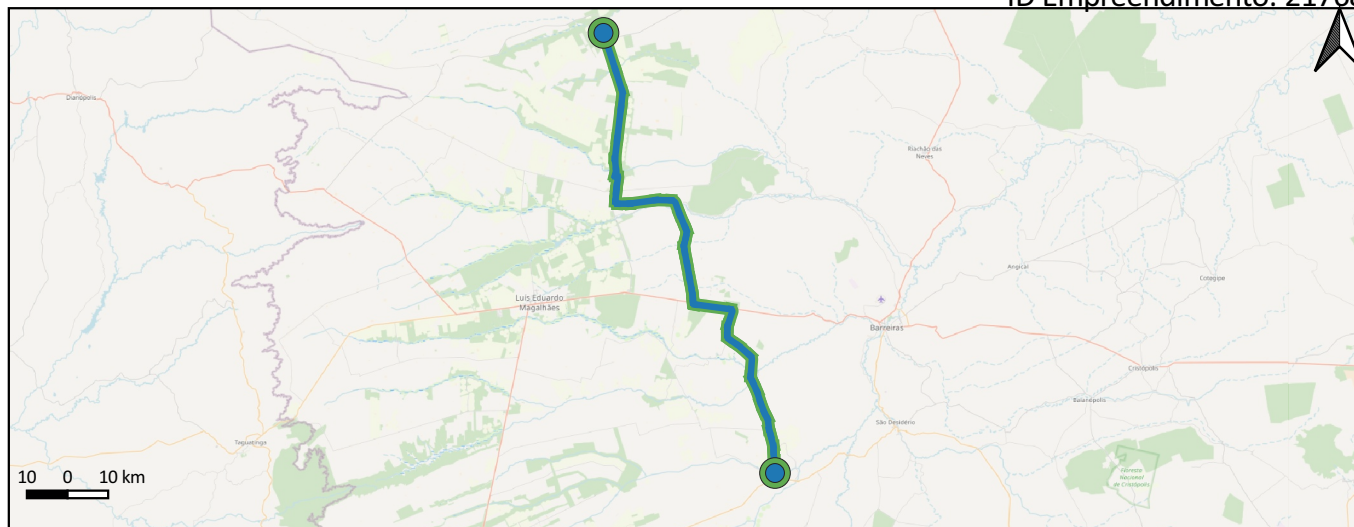 ID Empreendimento: 2176
Dianópolis
Riachão das
Neves
Angical
Cotegipe
Luís Eduardo
Magalhães
Barreiras
Cristópolis
Baianópolis
São Desidério
Taguatinga
Floresta
Nacional
de Cristópolis
10 0 10 km